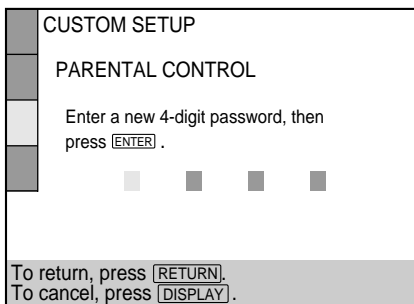 CUSTOM SETUP
PARENTAL CONTROL
Enter a new 4-digit password, then
press ENTER .
To return, press RETURN.
To cancel, press DISPLAY .